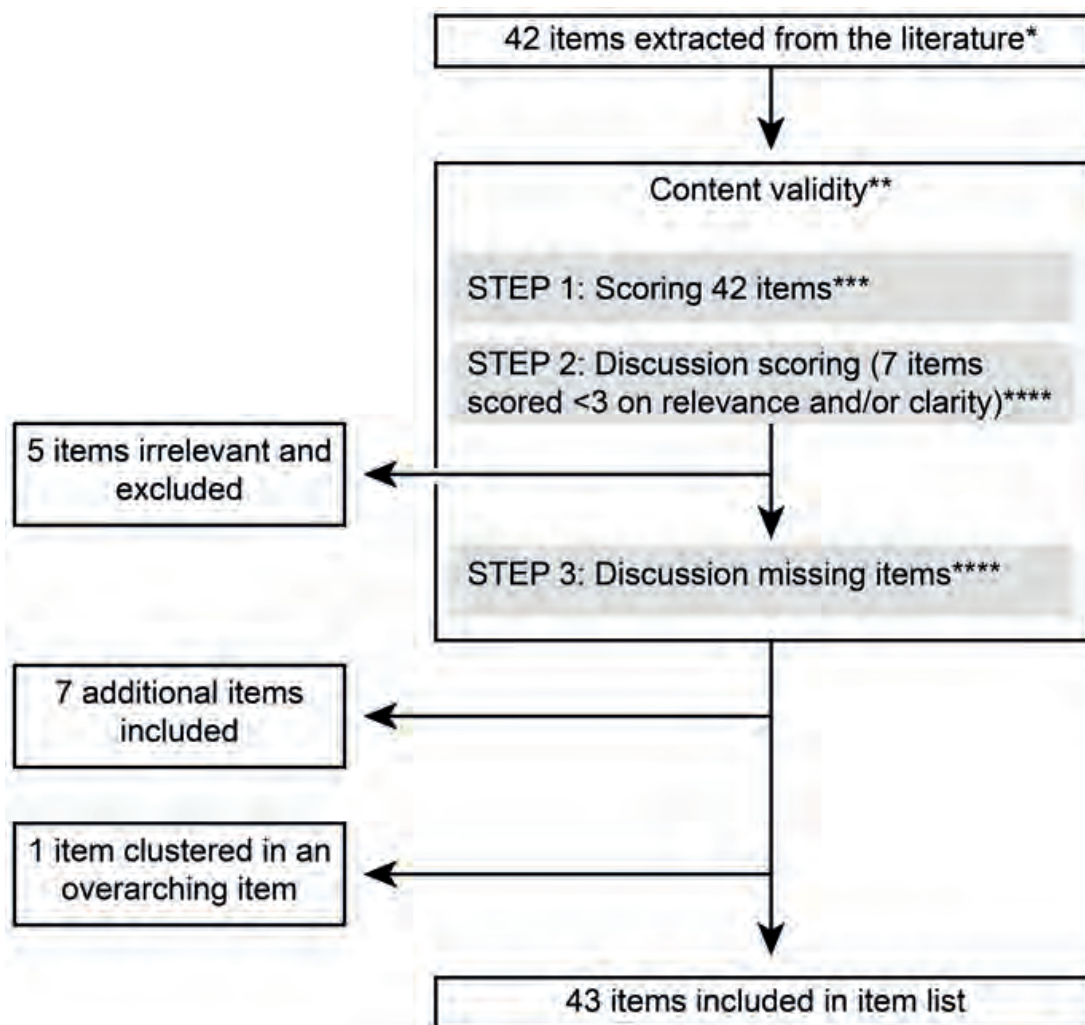 42 items extracted from the literature*
Content validity**
STEP 1: Scoring 42 items***
STEP 2: Discussion scoring (7 items
scored <3 on relevance and/or clarity)****
5 items irrelevant and
excluded
STEP 3: Discussion missing items****
7 additional items
included
1 item clustered in an
overarching item
43 items included in item list